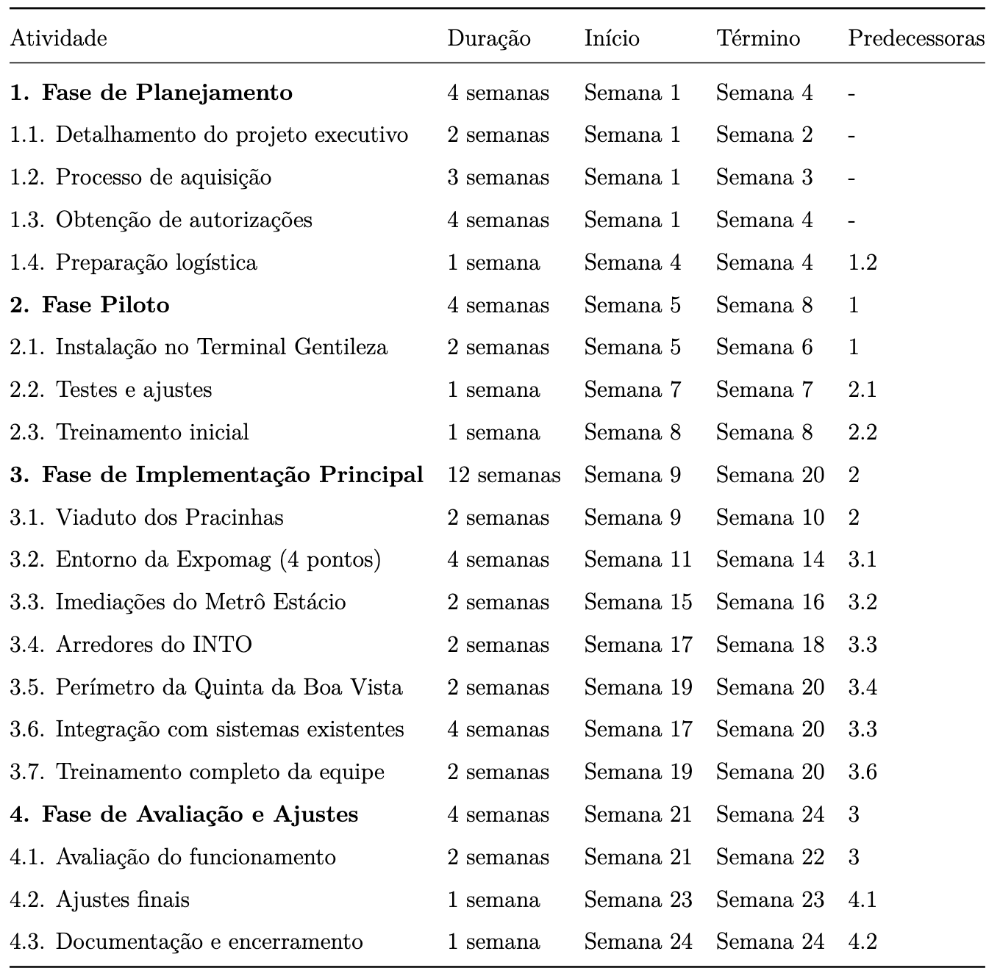 Atividade Duração Início Término Predecessoras
1. Fase de Planejamento 4 semanas Semana 1 Semana 4 -
1.1. Detalhamento do projeto executivo 2 semanas Semana 1 Semana 2 -
1.2. Processo de aquisição 3 semanas Semana 1 Semana 3 -
1.3. Obtenção de autorizações 4 semanas Semana 1 Semana 4 -
1.4. Preparação logística 1 semana Semana 4 Semana 4 1.2
2. Fase Piloto 4 semanas Semana 5 Semana 8 1
2.1. Instalação no Terminal Gentileza 2 semanas Semana 5 Semana 6 1
2.2. Testes e ajustes 1 semana Semana 7 Semana 7 2.1
2.3. Treinamento inicial 1 semana Semana 8 Semana 8 2.2
3. Fase de Implementação Principal 12 semanas Semana 9 Semana 20 2
3.1. Viaduto dos Pracinhas 2 semanas Semana 9 Semana 10 2
3.2. Entorno da Expomag (4 pontos) 4 semanas Semana 11 Semana 14 3.1
3.3. Imediações do Metrô Estácio 2 semanas Semana 15 Semana 16 3.2
3.4. Arredores do INTO 2 semanas Semana 17 Semana 18 3.3
3.5. Perímetro da Quinta da Boa Vista 2 semanas Semana 19 Semana 20 3.4
3.6. Integração com sistemas existentes 4 semanas Semana 17 Semana 20 3.3
3.7. Treinamento completo da equipe 2 semanas Semana 19 Semana 20 3.6
4. Fase de Avaliação e Ajustes 4 semanas Semana 21 Semana 24 3
4.1. Avaliação do funcionamento 2 semanas Semana 21 Semana 22 3
4.2. Ajustes finais 1 semana Semana 23 Semana 23 4.1
4.3. Documentação e encerramento 1 semana Semana 24 Semana 24 4.2